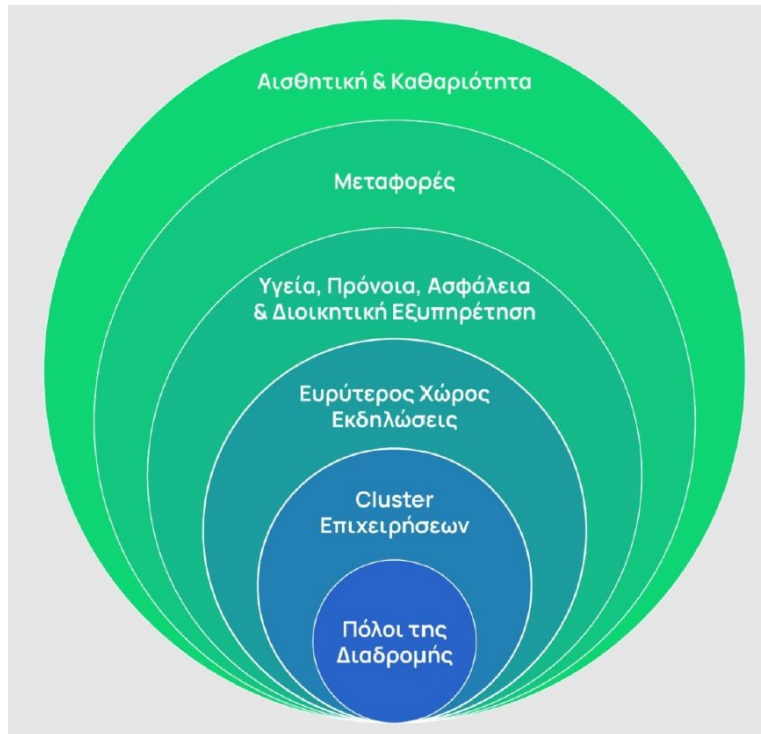 Αισθητική & Καθαριότητα
Μεταφορές
Υγεία, Πρόνοια, Ασφάλεια
& Διοικητική Εξυπηρέτηση
Ευρύτερος Χώρος
Εκδηλώσεις
Cluster
Επιχειρήσεων
Πόλοι της
Διαδρομής